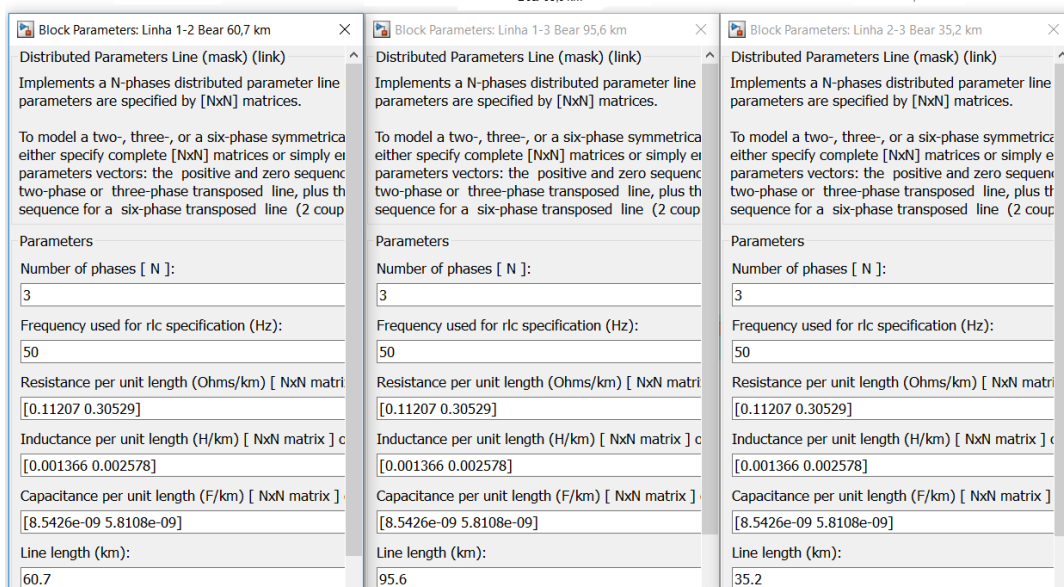 Block Parameters: Linha 1-2 Bear 60,7 km
Distributed Parameters Line (mask) (link)
Implements a N-phases distributed parameter line
parameters are specified by [NxN] matrices.
To model a two-, three-, or a six-phase symmetrica
either specify complete [NxN] matrices or simply e
parameters vectors: the positive and zero sequenc
two-phase or three-phase transposed line, plus th
sequence for a six-phase transposed line (2 coup
Parameters
Number of phases [ N ]:
3
Frequency used for rlc specification (Hz):
50
Resistance per unit length (Ohms/km) [ NxN matri
[0.11207 0.30529]
Inductance per unit length (H/km) [ NxN matrix ] o
[0.001366 0.002578]
Capacitance per unit length (F/km) [ NxN matrix ]
[8.5426e-09 5.8108e-09]
Line length (km):
60.7
Block Parameters: Linha 1-3 Bear 95,6 km
Distributed Parameters Line (mask) (link)
Implements a N-phases distributed parameter line
parameters are specified by [NxN] matrices.
To model a two-, three-, or a six-phase symmetrica
either specify complete [NxN] matrices or simply e
parameters vectors: the positive and zero sequenc
two-phase or three-phase transposed line, plus th
sequence for a six-phase transposed line (2 coup
Parameters
Number of phases [ N ]:
3
Frequency used for rlc specification (Hz):
50
Resistance per unit length (Ohms/km) [ NxN matri
[0.11207 0.30529]
Inductance per unit length (H/km) [ NxN matrix ] o
[0.001366 0.002578]
Capacitance per unit length (F/km) [ NxN matrix ]
[8.5426e-09 5.8108e-09]
Line length (km):
95.6
Block Parameters: Linha 2-3 Bear 35,2 km
Distributed Parameters Line (mask) (link)
Implements a N-phases distributed parameter line
parameters are specified by [NxN] matrices.
To model a two-, three-, or a six-phase symmetrica
either specify complete [NxN] matrices or simply e
parameters vectors: the positive and zero sequenc
two-phase or three-phase transposed line, plus th
sequence for a six-phase transposed line (2 coup
Parameters
Number of phases [ N ]:
3
Frequency used for rlc specification (Hz):
50
Resistance per unit length (Ohms/km) [ NxN matri
[0.11207 0.30529]
Inductance per unit length (H/km) [ NxN matrix ]
[0.001366 0.002578]
Capacitance per unit length (F/km) [ NxN matrix ]
[8.5426e-09 5.8108e-09]
Line length (km):
35.2